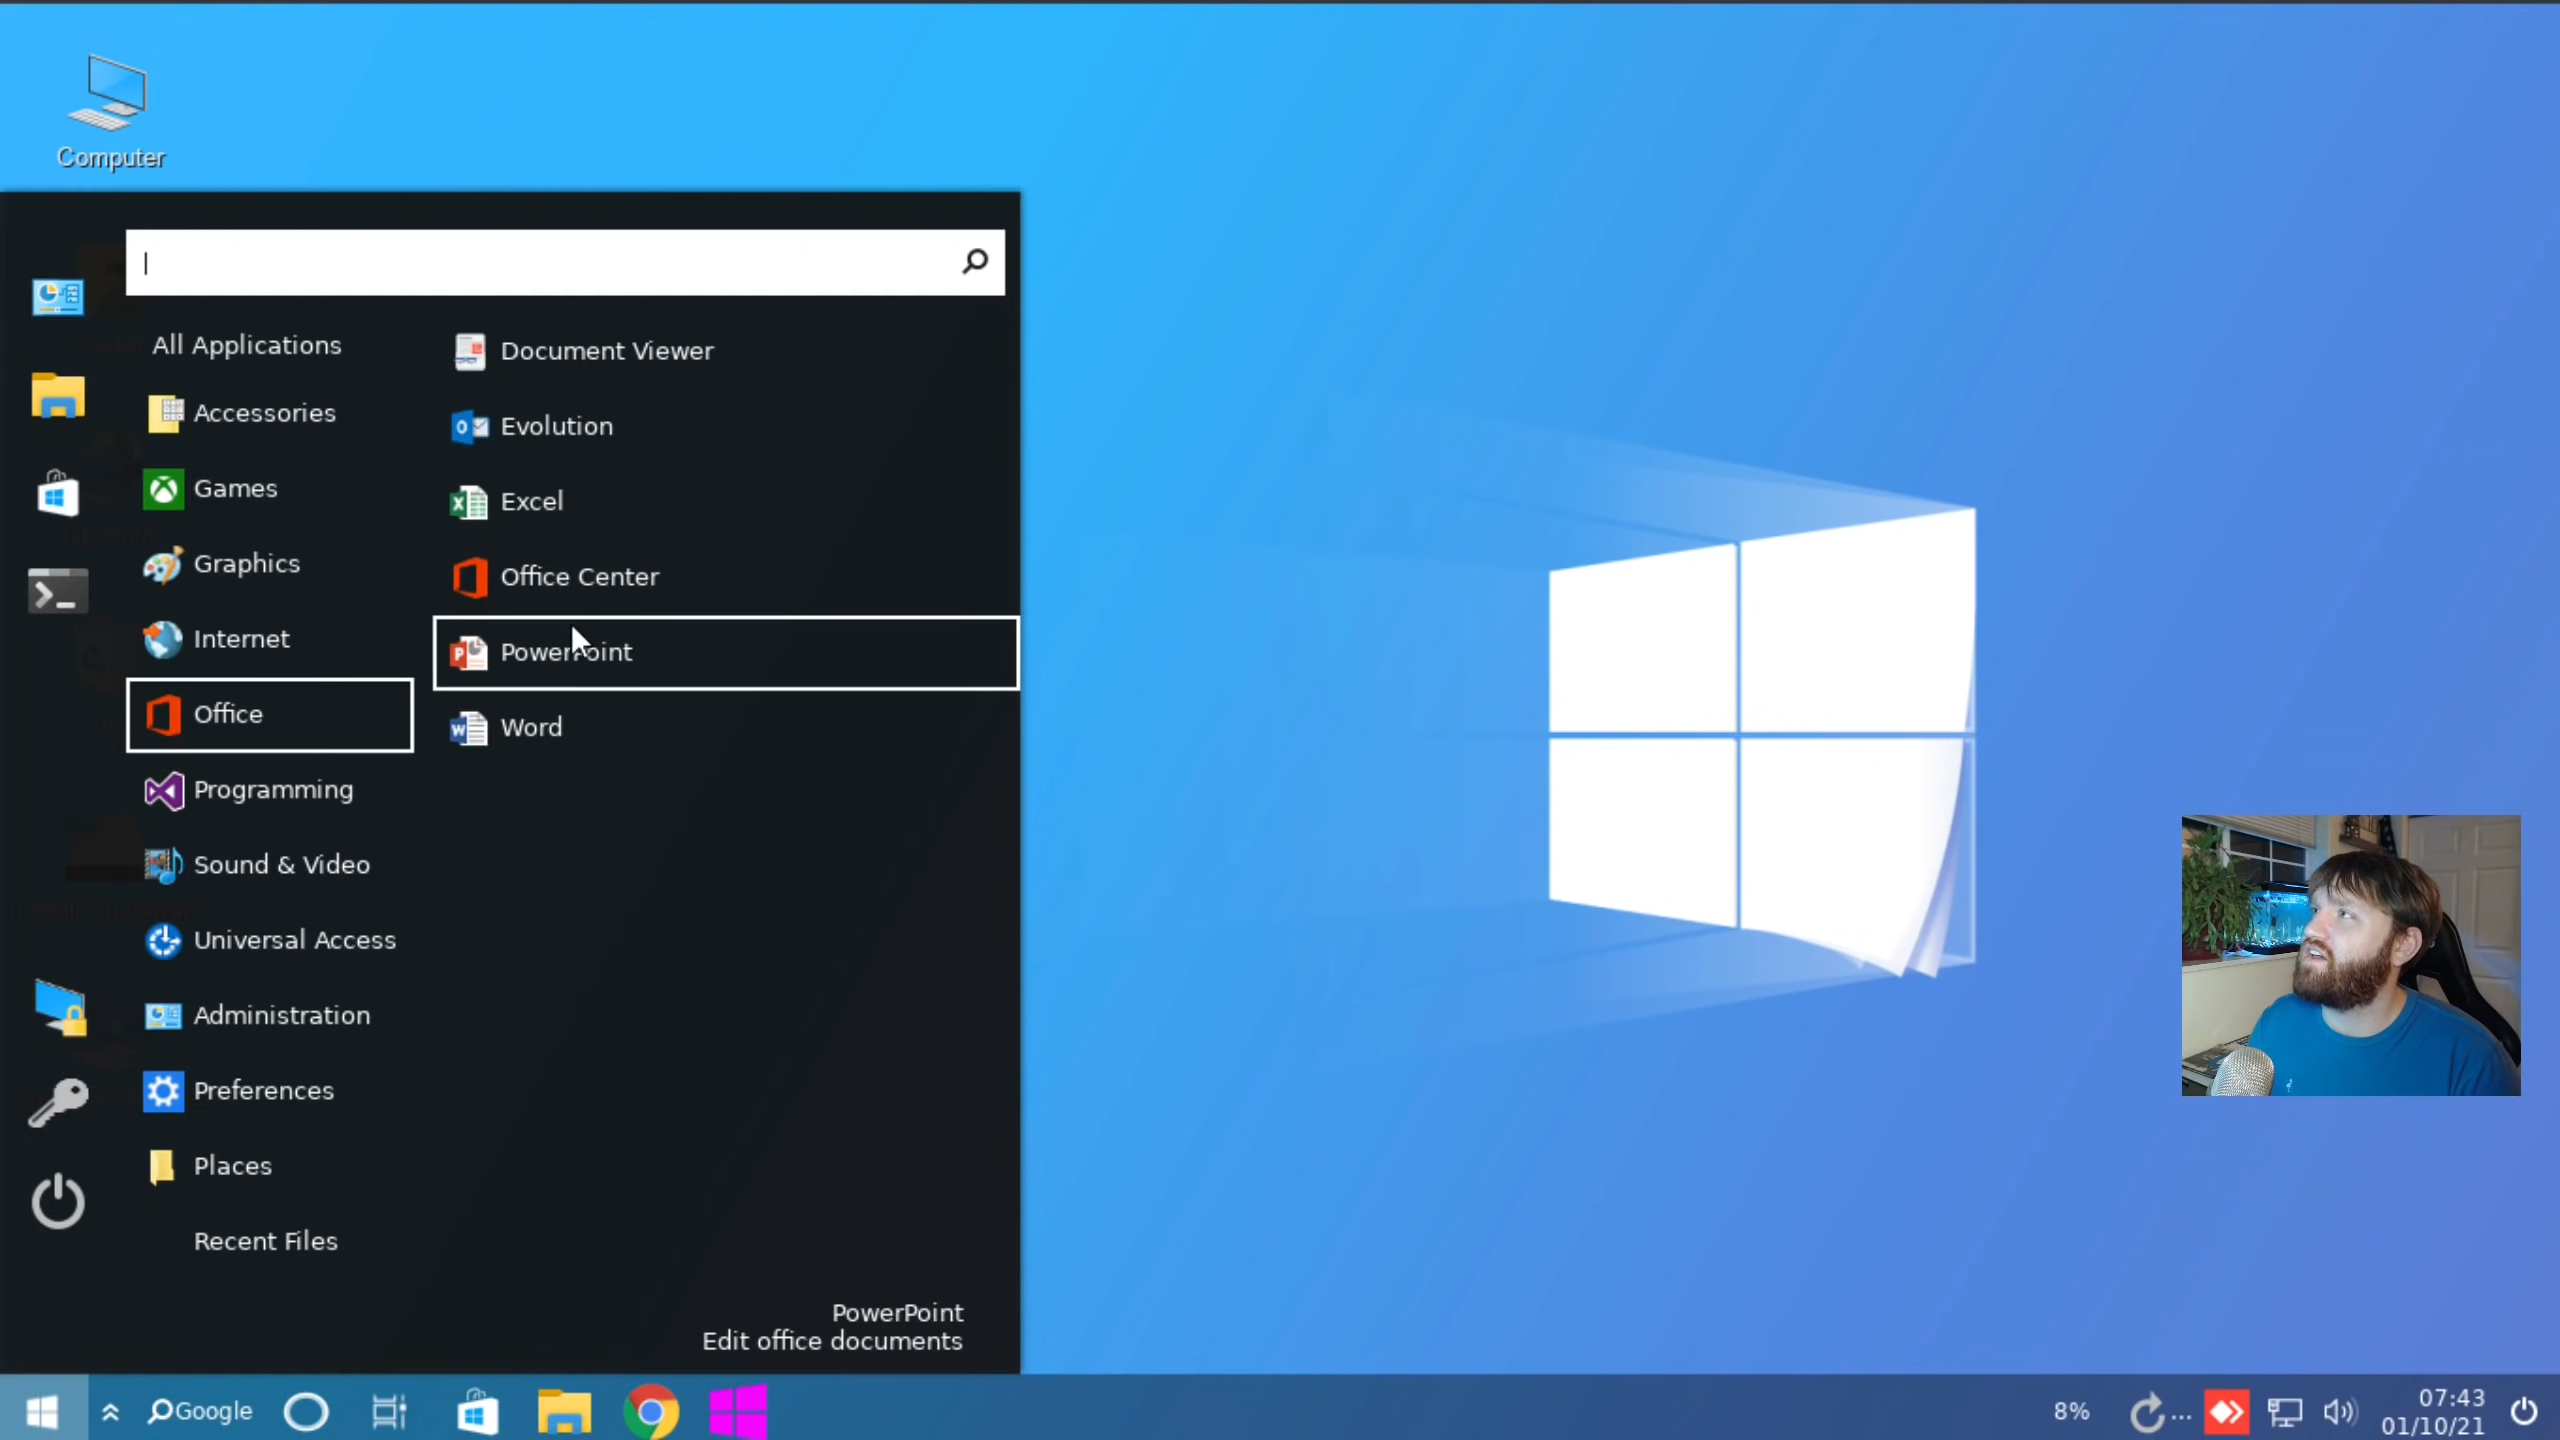 Computer
All Applications
Accessories
Games
Graphics
Internet
Office
Programming
Sound & Video
Universal Access
Administration
Preferences
Places
Recent Files
Document Viewer
Evolution
Excel
Office Center
PowerPoint
Word
PowerPoint
Edit office documents
Google
8%
...
07:43
01/10/21